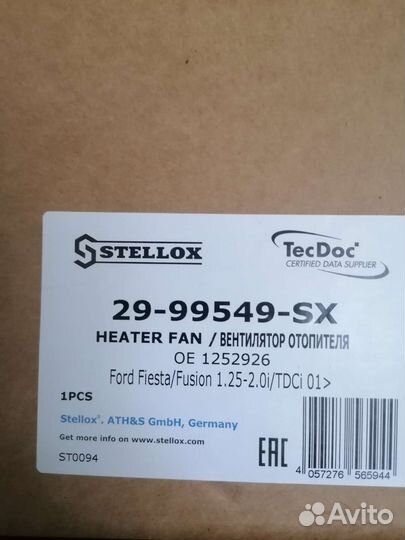 STELLOX
TecDoc
CERTIFIED DATA SUPPLIER
29-99549-SX
HEATER FAN / ВЕНТИЛЯТОР ОТОПИТЕЛЯ
OE 1252926
Ford Fiesta/Fusion 1.25-2.0i/TDCi 01>
1PCS
Stellox®. ATH&S GmbH, Germany
Get more info on www.stellox.com
ST0094
EAC
4 057276 565944
Avito